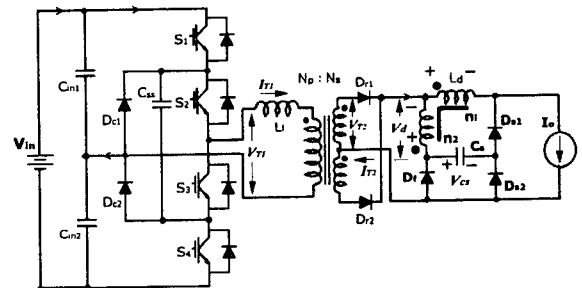 S1
Cin1
Css
S2
Dc1
Vin
IT1
Ll
VT1
Np : Ns
Dr1
VT2
Vd
IT2
Dr2
+ Ld -
n1
n2
Ds1
Cs
+ -
Vcs
Df
Ds2
Io
S3
Dc2
Cin2
S4